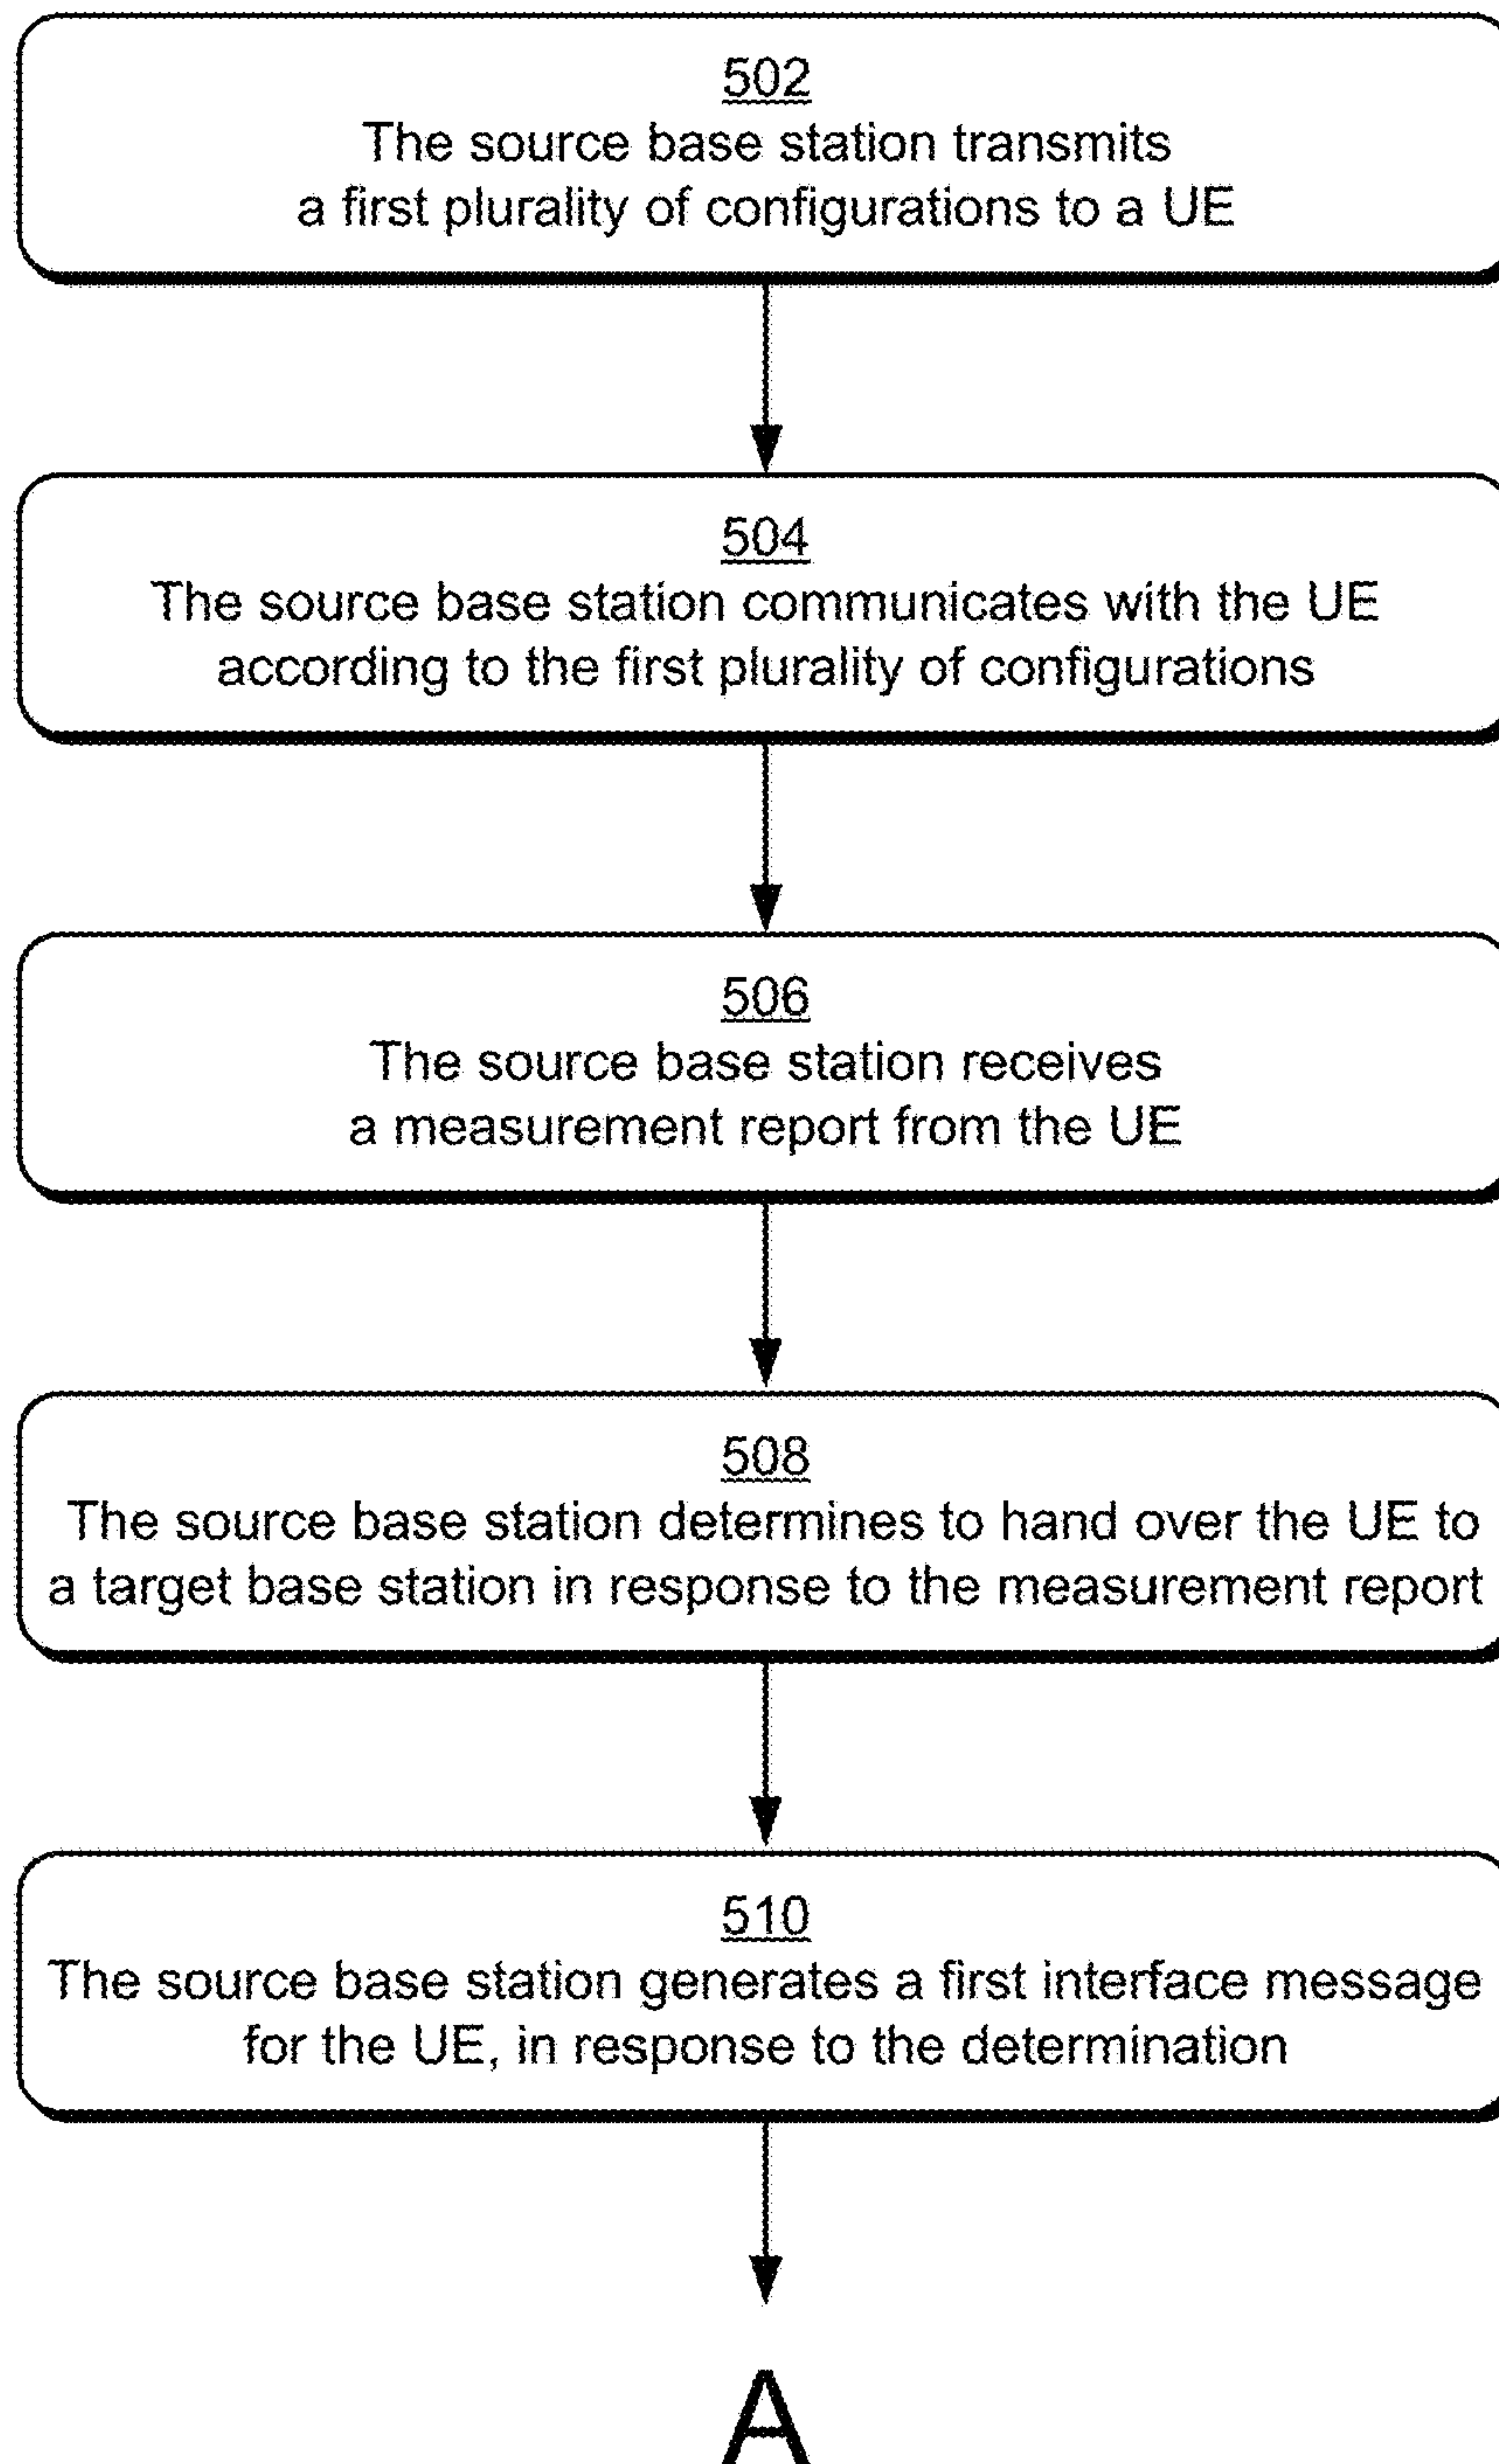 502
The source base station transmits
a first plurality of configurations to a UE
504
The source base station communicates with the UE
according to the first plurality of configurations
506
The source base station receives
a measurement report from the UE
508
The source base station determines to hand over the UE to
a target base station in response to the measurement report
510
The source base station generates a first interface message
for the UE, in response to the determination
A